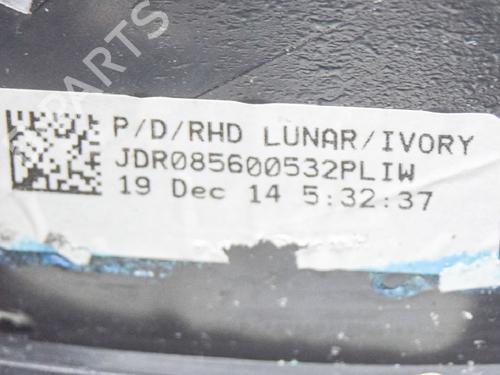 PARTS
P/D/RHD LUNAR/IVORY
JDR085600532PLIW
19 Dec 14 5:32:37